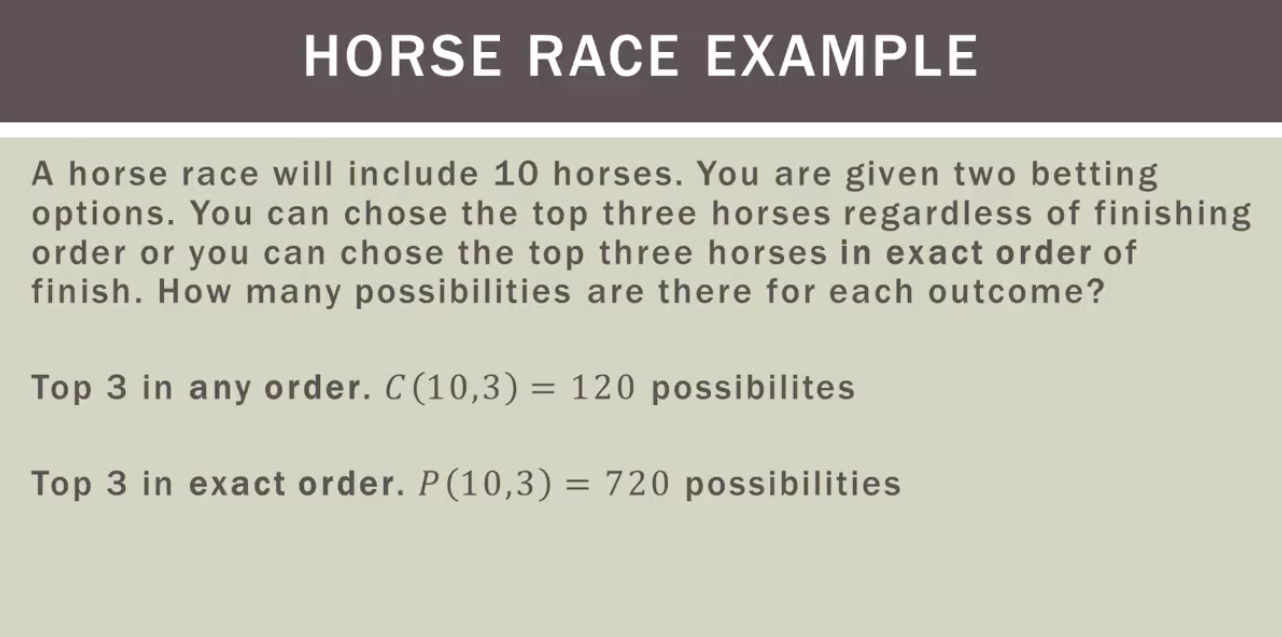 HORSE RACE EXAMPLE
A horse race will include 10 horses. You are given two betting
options. You can chose the top three horses regardless of finishing
order or you can chose the top three horses in exact order of
finish. How many possibilities are there for each outcome?
Top 3 in any order. C(10,3) = 120 possibilites
Top 3 in exact order. P(10,3) = 720 possibilities